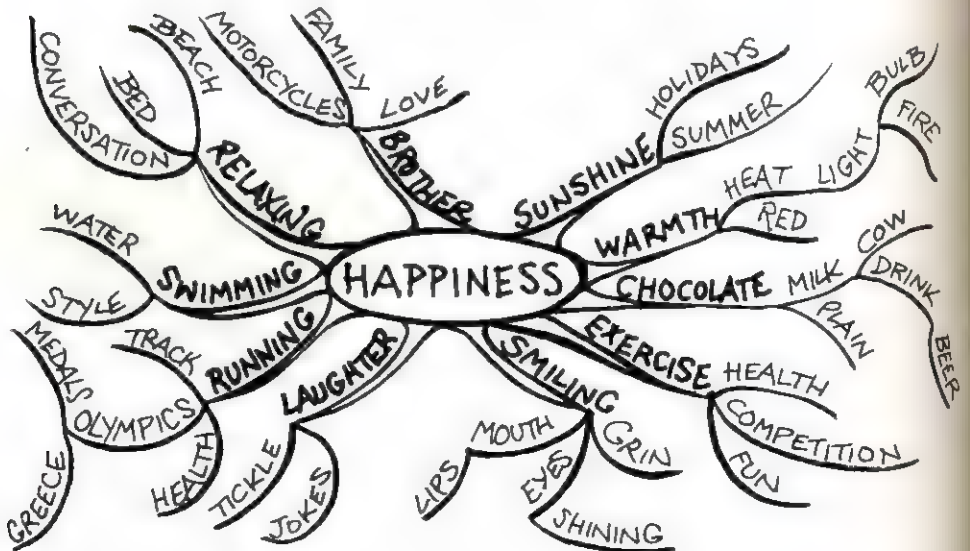 HAPPINESS
RELAXING
CONVERSATION
BED
BEACH
BROTHER
MOTORCYCLES
FAMILY
LOVE
SUNSHINE
HOLIDAYS
SUMMER
WARMTH
HEAT
LIGHT
BULB
FIRE
RED
CHOCOLATE
MILK
COW
DRINK
BEER
PLAIN
EXERCISE
HEALTH
COMPETITION
FUN
SMILING
MOUTH
LIPS
EYES
SHINING
GRIN
LAUGHTER
TICKLE
JOKES
RUNNING
TRACK
OLYMPICS
MEDALS
GREECE
HEALTH
SWIMMING
WATER
STYLE